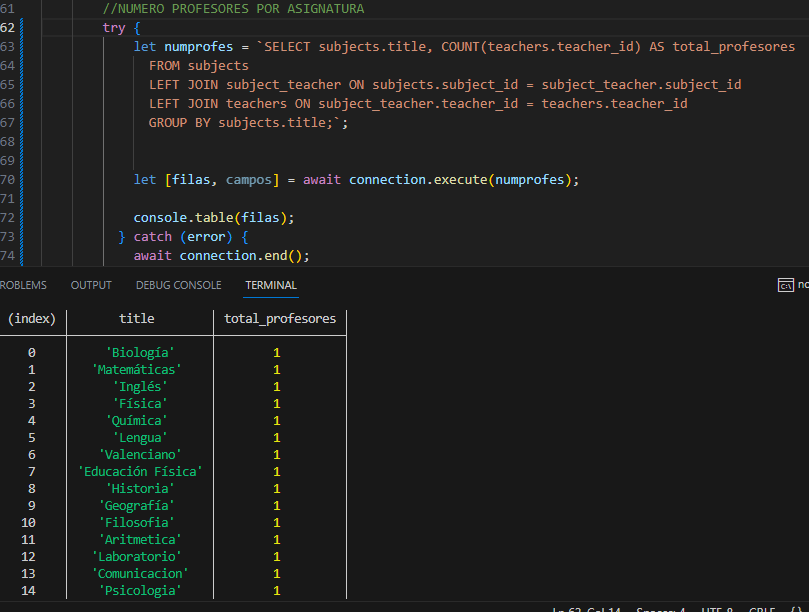 61 //NUMERO PROFESORES POR ASIGNATURA
62 try {
63 let numprofes = `SELECT subjects.title, COUNT(teachers.teacher_id) AS total_profesores
64 FROM subjects
65 LEFT JOIN subject_teacher ON subjects.subject_id = subject_teacher.subject_id
66 LEFT JOIN teachers ON subject_teacher.teacher_id = teachers.teacher_id
67 GROUP BY subjects.title;`;
68
69
70 let [filas, campos] = await connection.execute(numprofes);
71
72 console.table(filas);
73 } catch (error) {
74 await connection.end();
ROBLEMS OUTPUT DEBUG CONSOLE TERMINAL no
(index) title total_profesores
0 'Biología' 1
1 'Matemáticas' 1
2 'Inglés' 1
3 'Física' 1
4 'Química' 1
5 'Lengua' 1
6 'Valenciano' 1
7 'Educación Física' 1
8 'Historia' 1
9 'Geografía' 1
10 'Filosofia' 1
11 'Aritmetica' 1
12 'Laboratorio' 1
13 'Comunicacion' 1
14 'Psicologia' 1
Ln 62, Col 14 Spaces: 4 UTF-8 CRLF {}